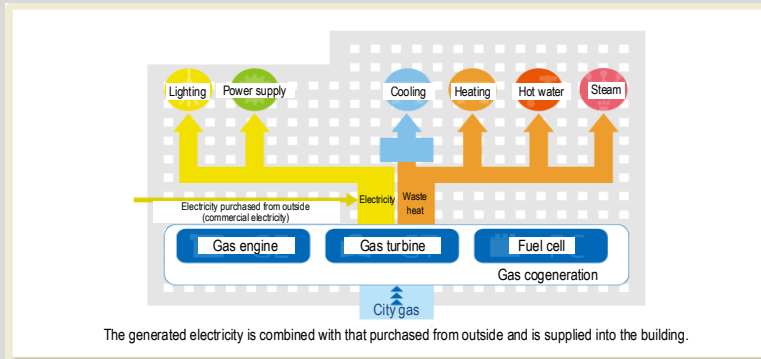 Lighting
Power supply
Cooling
Heating
Hot water
Steam
Electricity purchased from outside
(commercial electricity)
Electricity
Waste
heat
Gas engine
Gas turbine
Fuel cell
Gas cogeneration
City gas
The generated electricity is combined with that purchased from outside and is supplied into the building.